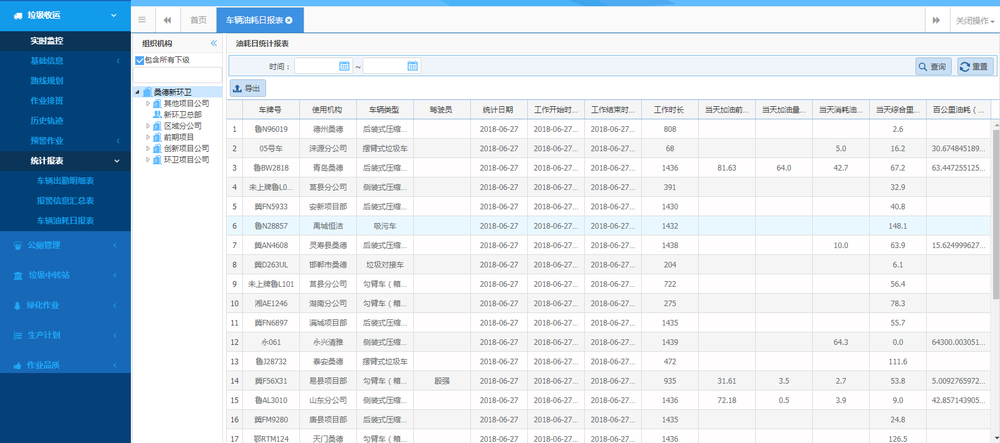 垃圾收运
首页
车辆油耗日报表
关闭操作
实时监控
基础信息
路线规划
作业排班
历史轨迹
预警作业
统计报表
车辆出勤明细表
报警信息汇总表
车辆油耗日报表
公厕管理
垃圾中转站
绿化作业
生产计划
作业品质
组织机构
包含所有下级
桑德新环卫
其他项目公司
新环卫总部
区域分公司
前期项目
创新项目公司
环卫项目公司
油耗日统计报表
时间： ~ 查询 重置
导出
车牌号 使用机构 车辆类型 驾驶员 统计日期 工作开始时... 工作结束时... 工作时长 当天加油前... 当天加油量... 当天消耗油... 当天综合里... 百公里油耗（...
1 鲁N96019 德州桑德 后装式压缩... 2018-06-27 2018-06-27... 2018-06-27... 808 2.6
2 05号车 涞源分公司 摆臂式垃圾车 2018-06-27 2018-06-27... 2018-06-27... 68 5.0 16.2 30.674845189...
3 鲁BW2818 青岛桑德 后装式压缩... 2018-06-27 2018-06-27... 2018-06-27... 1436 81.63 64.0 42.7 67.2 63.447255125...
4 未上牌鲁L0... 莒县分公司 侧装式压缩... 2018-06-27 2018-06-27... 2018-06-27... 391 32.9
5 冀FN5933 安新项目部 后装式压缩... 2018-06-27 2018-06-27... 2018-06-27... 1430 40.8
6 鲁N28857 禹城恒洁 吸污车 2018-06-27 2018-06-27... 2018-06-27... 1432 148.1
7 冀AN4608 灵寿县桑德 后装式压缩... 2018-06-27 2018-06-27... 2018-06-27... 1438 10.0 63.9 15.624999627...
8 冀D263UL 邯郸市桑德 垃圾对接车 2018-06-27 2018-06-27... 2018-06-27... 204 6.1
9 未上牌鲁L101 莒县分公司 勾臂车（箱... 2018-06-27 2018-06-27... 2018-06-27... 722 56.4
10 湘AE1246 湖南分公司 勾臂车（箱... 2018-06-27 2018-06-27... 2018-06-27... 275 78.3
11 冀FN6897 满城项目部 后装式压缩... 2018-06-27 2018-06-27... 2018-06-27... 1435 55.7
12 永061 永兴清雅 侧装式压缩... 2018-06-27 2018-06-27... 2018-06-27... 1439 64.3 0.0 64300.003051...
13 鲁J28732 泰安桑德 摆臂式垃圾车 2018-06-27 2018-06-27... 2018-06-27... 472 111.6
14 冀F56X31 易县项目部 勾臂车（箱... 殷强 2018-06-27 2018-06-27... 2018-06-27... 935 31.61 3.5 2.7 53.8 5.0092765972...
15 鲁AL3010 山东分公司 侧装式压缩... 2018-06-27 2018-06-27... 2018-06-27... 1436 72.18 0.5 3.9 9.0 42.857143905...
16 冀FM9280 唐县项目部 后装式压缩... 2018-06-27 2018-06-27... 2018-06-27... 1435 24.8
17 鄂RTM124 天门桑德 勾臂车（箱... 2018-06-27 2018-06-27... 2018-06-27... 1436 126.5